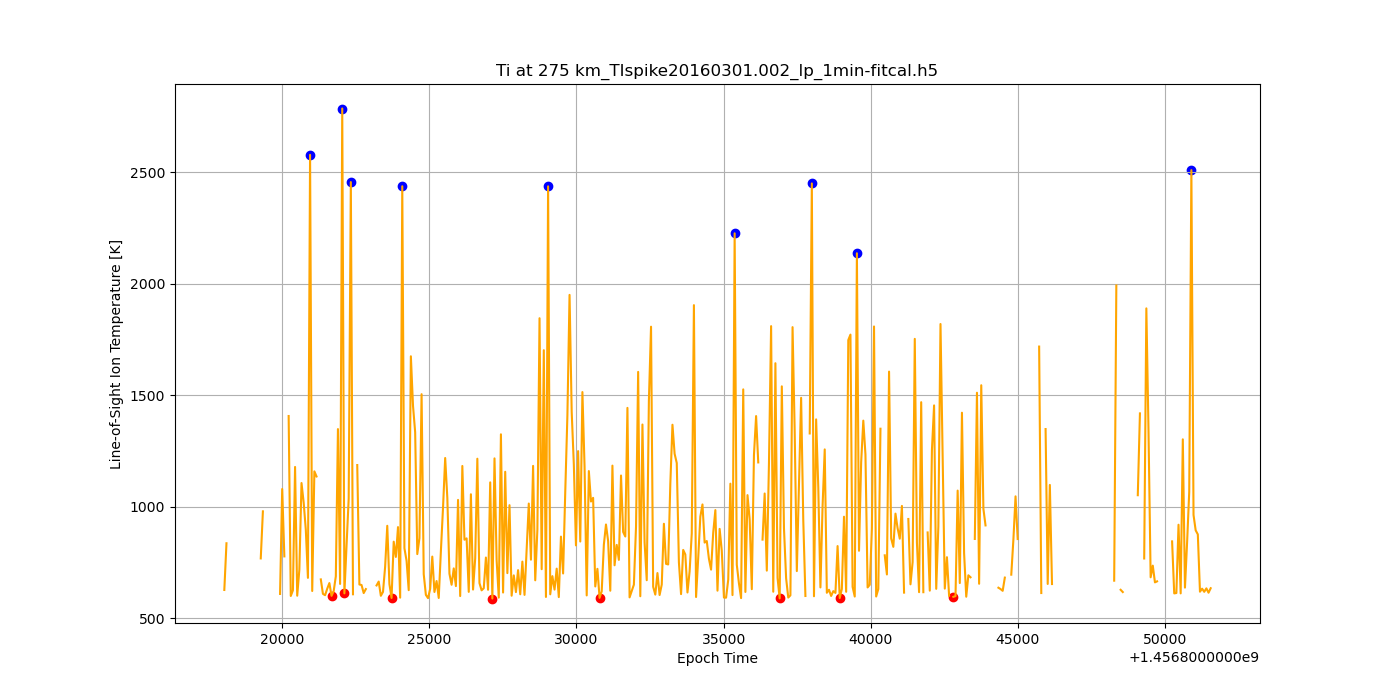 Ti at 275 km_TIspike20160301.002_lp_1min-fitcal.h5
Line-of-Sight Ion Temperature [K]
2500
2000
1500
1000
500
20000 25000 30000 35000 40000 45000 50000
Epoch Time
+1.4568000000e9